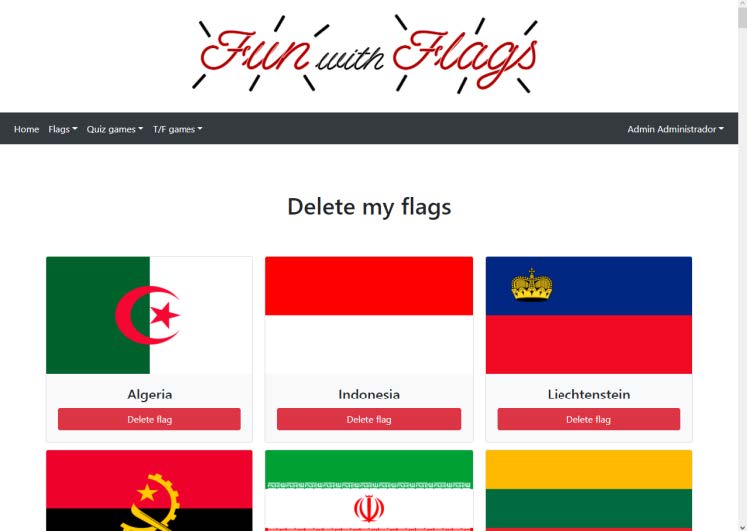 Fun with Flags
Home Flags Quiz games T/F games Admin Administrador
Delete my flags
Algeria Indonesia Liechtenstein
Delete flag Delete flag Delete flag